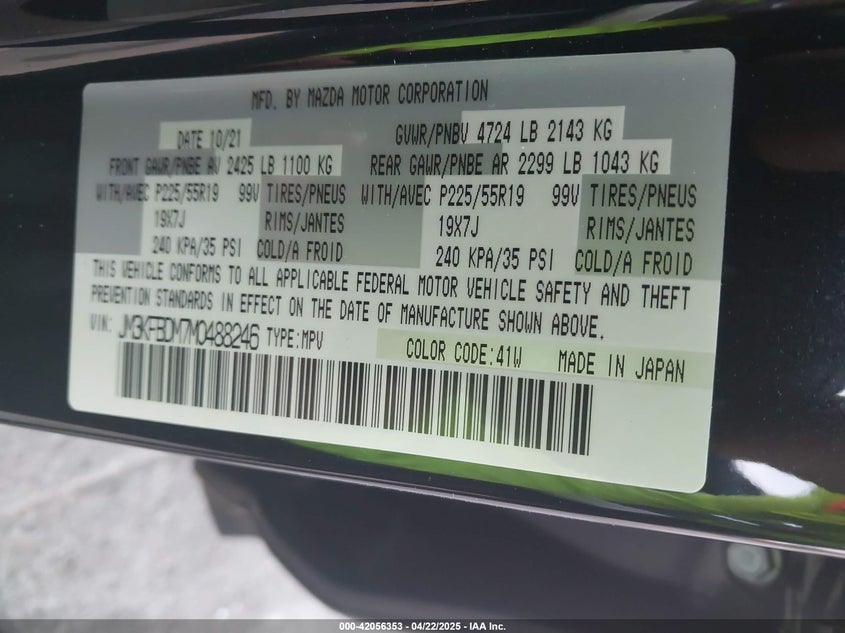 MFD. BY MAZDA MOTOR CORPORATION
DATE 10/21 GVWR/PNBV 4724 LB 2143 KG
FRONT GAWR/PNBE AV 2425 LB 1100 KG REAR GAWR/PNBE AR 2299 LB 1043 KG
WITH/AVEC P225/55R19 99V TIRES/PNEUS WITH/AVEC P225/55R19 99V TIRES/PNEUS
19X7J RIMS/JANTES 19X7J RIMS/JANTES
240 KPA/35 PSI COLD/A FROID 240 KPA/35 PSI COLD/A FROID
THIS VEHICLE CONFORMS TO ALL APPLICABLE FEDERAL MOTOR VEHICLE SAFETY AND THEFT
PREVENTION STANDARDS IN EFFECT ON THE DATE OF MANUFACTURE SHOWN ABOVE.
VIN: JM3KFBDM7M0488246 TYPE:MPV COLOR CODE:41W MADE IN JAPAN
000-42056353 - 04/22/2025 - IAA Inc.